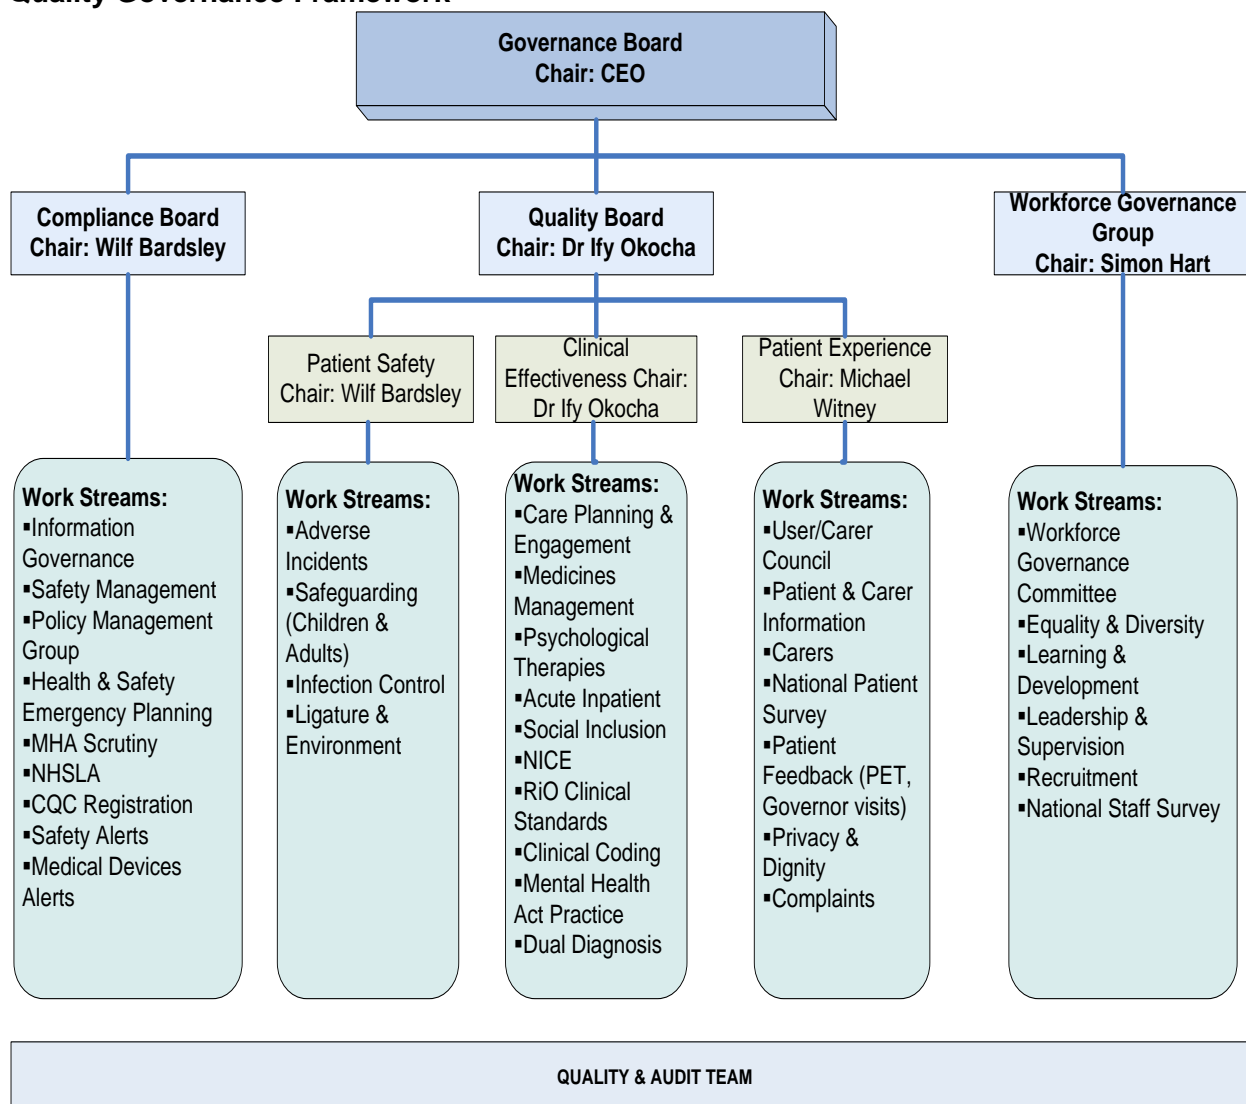 Quality Governance Framework
Governance Board
Chair: CEO
Compliance Board
Chair: Wilf Bardsley
Quality Board
Chair: Dr Ify Okocha
Workforce Governance
Group
Chair: Simon Hart
Patient Safety
Chair: Wilf Bardsley
Clinical
Effectiveness Chair:
Dr Ify Okocha
Patient Experience
Chair: Michael
Witney
Work Streams:
▪Information
Governance
▪Safety Management
▪Policy Management
Group
▪Health & Safety
Emergency Planning
▪MHA Scrutiny
▪NHSLA
▪CQC Registration
▪Safety Alerts
▪Medical Devices
Alerts
Work Streams:
▪Adverse
Incidents
▪Safeguarding
(Children &
Adults)
▪Infection Control
▪Ligature &
Environment
Work Streams:
▪Care Planning &
Engagement
▪Medicines
Management
▪Psychological
Therapies
▪Acute Inpatient
▪Social Inclusion
▪NICE
▪RiO Clinical
Standards
▪Clinical Coding
▪Mental Health
Act Practice
▪Dual Diagnosis
Work Streams:
▪User/Carer
Council
▪Patient & Carer
Information
▪Carers
▪National Patient
Survey
▪Patient
Feedback (PET,
Governor visits)
▪Privacy &
Dignity
▪Complaints
Work Streams:
▪Workforce
Governance
Committee
▪Equality & Diversity
▪Learning &
Development
▪Leadership &
Supervision
▪Recruitment
▪National Staff Survey
QUALITY & AUDIT TEAM